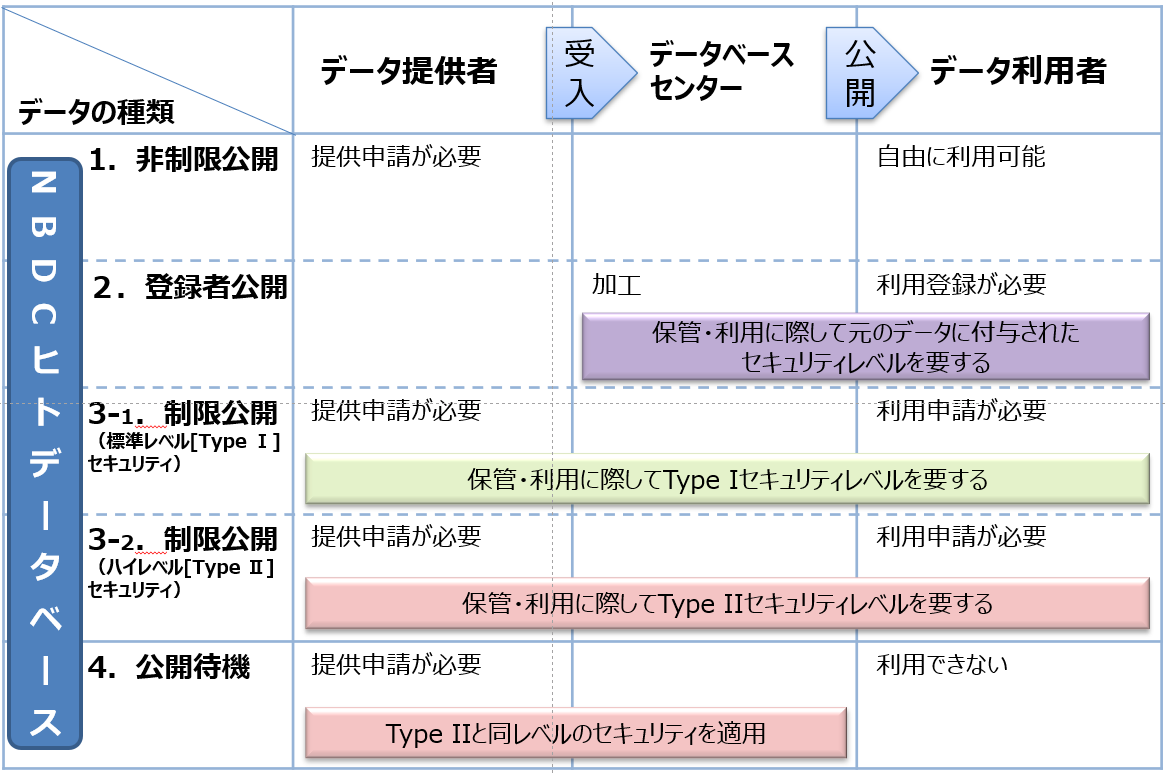 データの種類
データ提供者
受
入
データベース
センター
公
開
データ利用者
NBDCヒトデータベース
1．非制限公開
提供申請が必要
自由に利用可能
２．登録者公開
加工
利用登録が必要
保管・利用に際して元のデータに付与された
セキュリティレベルを要する
3-1．制限公開
（標準レベル[Type Ⅰ]
セキュリティ）
提供申請が必要
利用申請が必要
保管・利用に際してType Iセキュリティレベルを要する
3-2．制限公開
（ハイレベル[Type Ⅱ]
セキュリティ）
提供申請が必要
利用申請が必要
保管・利用に際してType IIセキュリティレベルを要する
4．公開待機
提供申請が必要
利用できない
Type IIと同レベルのセキュリティを適用